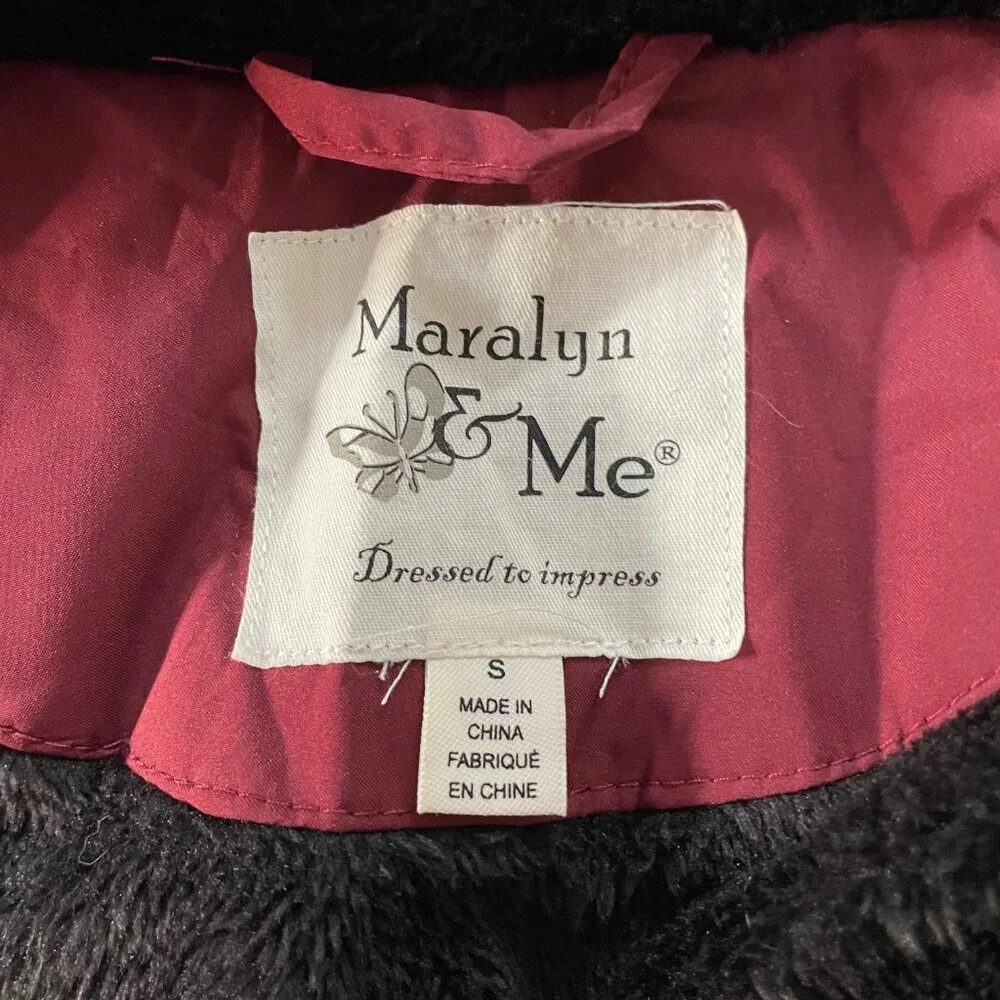 Maralyn
& Me®
Dressed to impress
S
MADE IN
CHINA
FABRIQUÉ
EN CHINE